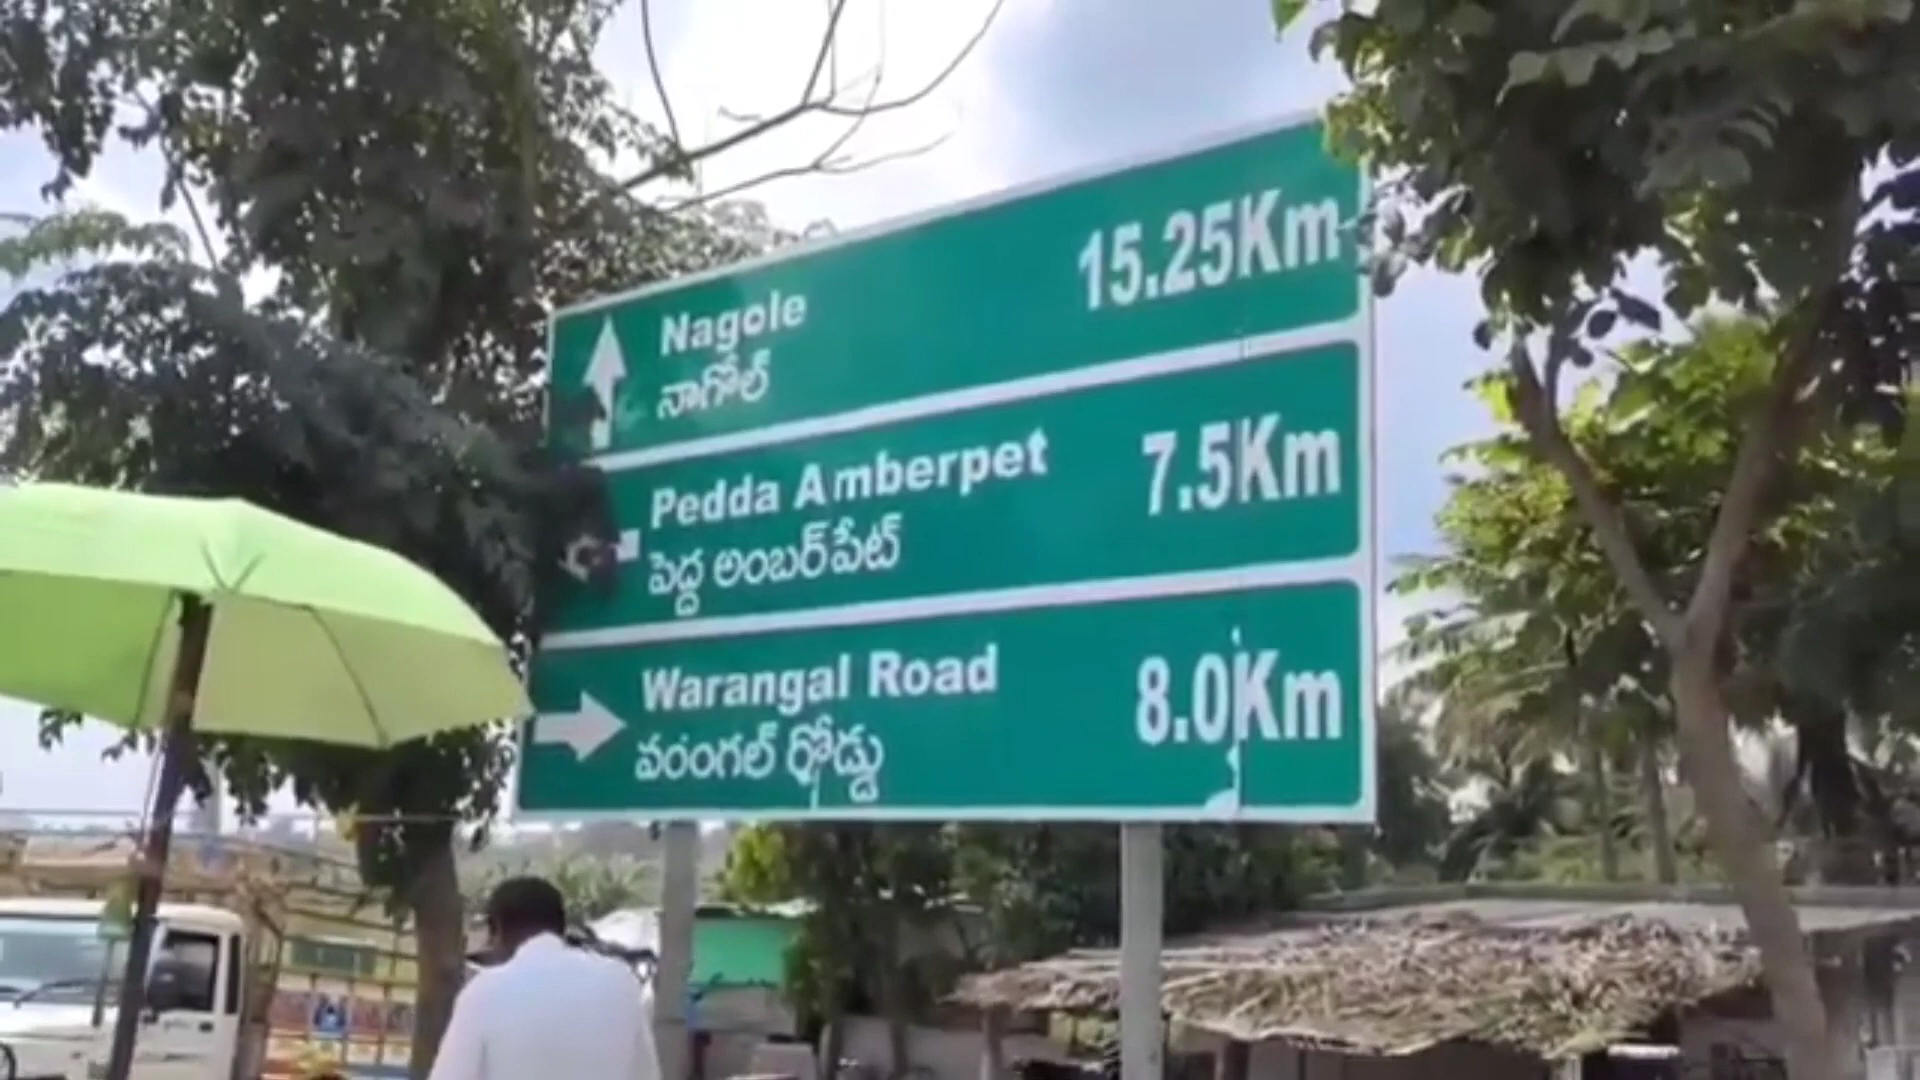 Nagole 15.25Km
నాగోల్
Pedda Amberpet 7.5Km
పెద్ద అంబర్‌పేట్
Warangal Road 8.0Km
వరంగల్ రోడ్డు